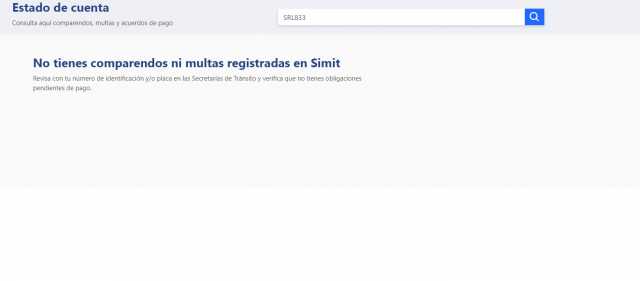 Estado de cuenta
Consulta aquí comparendos, multas y acuerdos de pago
SRL833
No tienes comparendos ni multas registradas en Simit
Revisa con tu número de identificación y/o placa en las Secretarías de Tránsito y verifica que no tienes obligaciones
pendientes de pago.